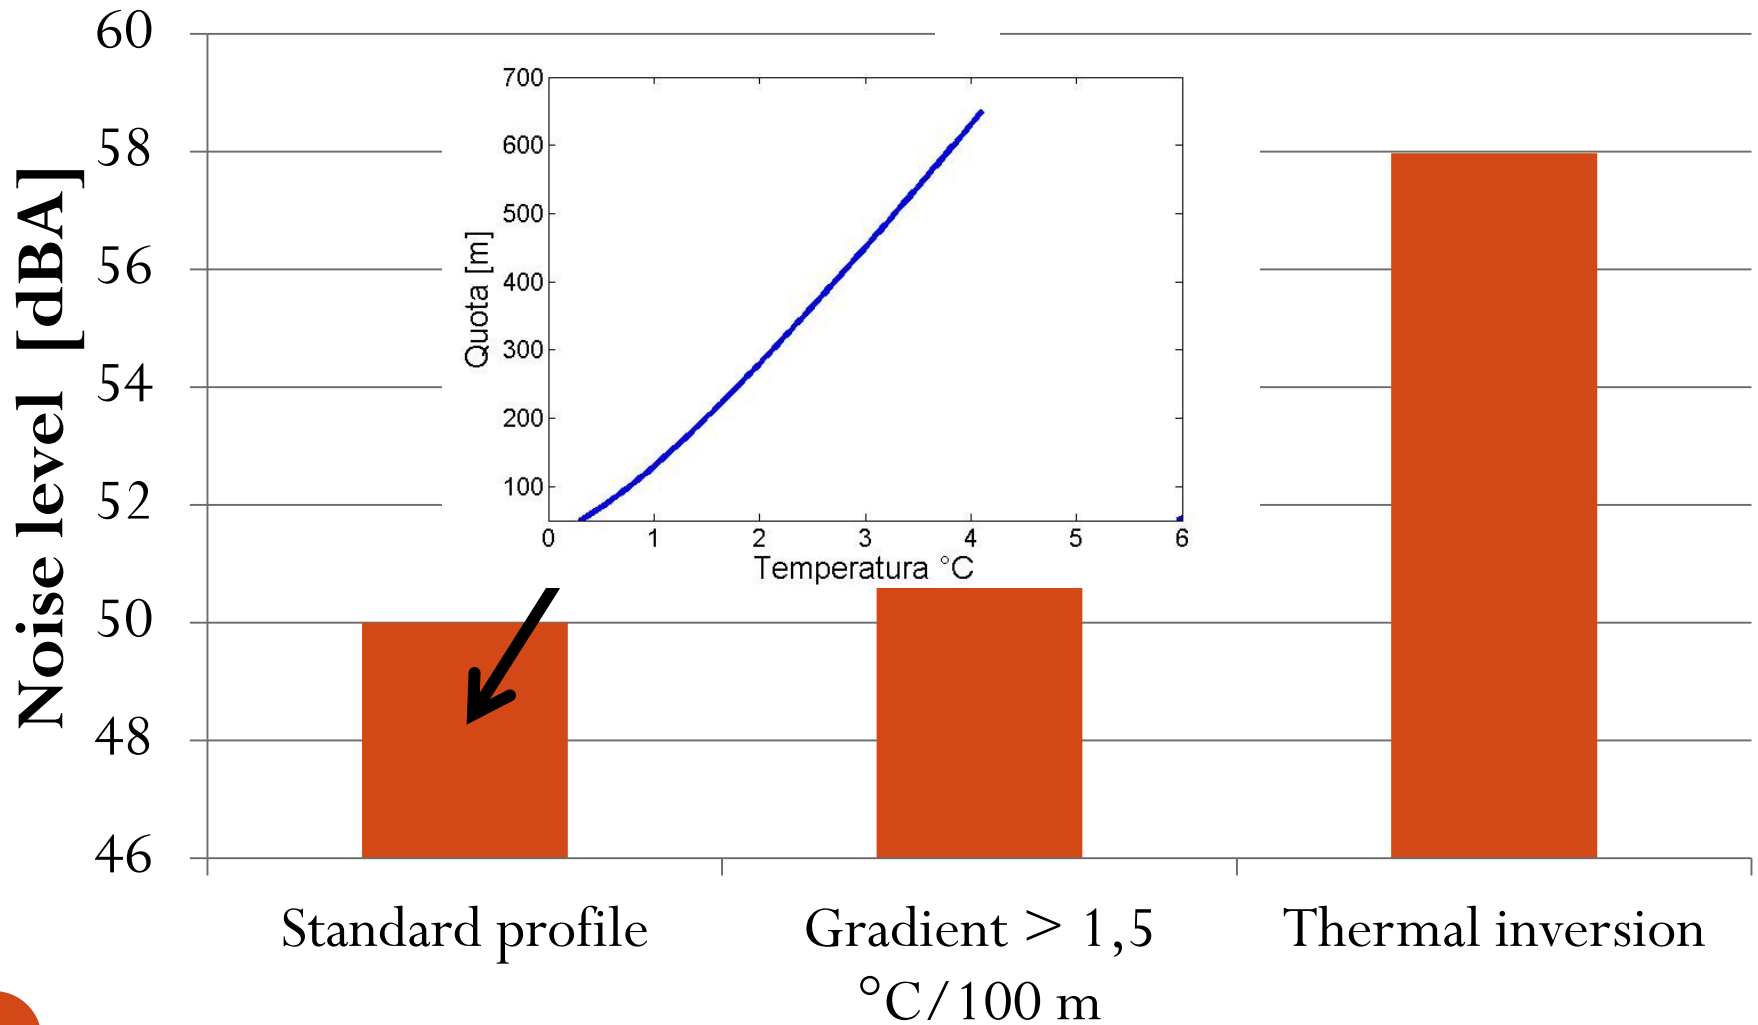 Noise level [dBA]
60
58
56
54
52
50
48
46
Quota [m]
700
600
500
400
300
200
100
0 1 2 3 4 5 6
Temperatura °C
Standard profile
Gradient > 1,5
°C/100 m
Thermal inversion